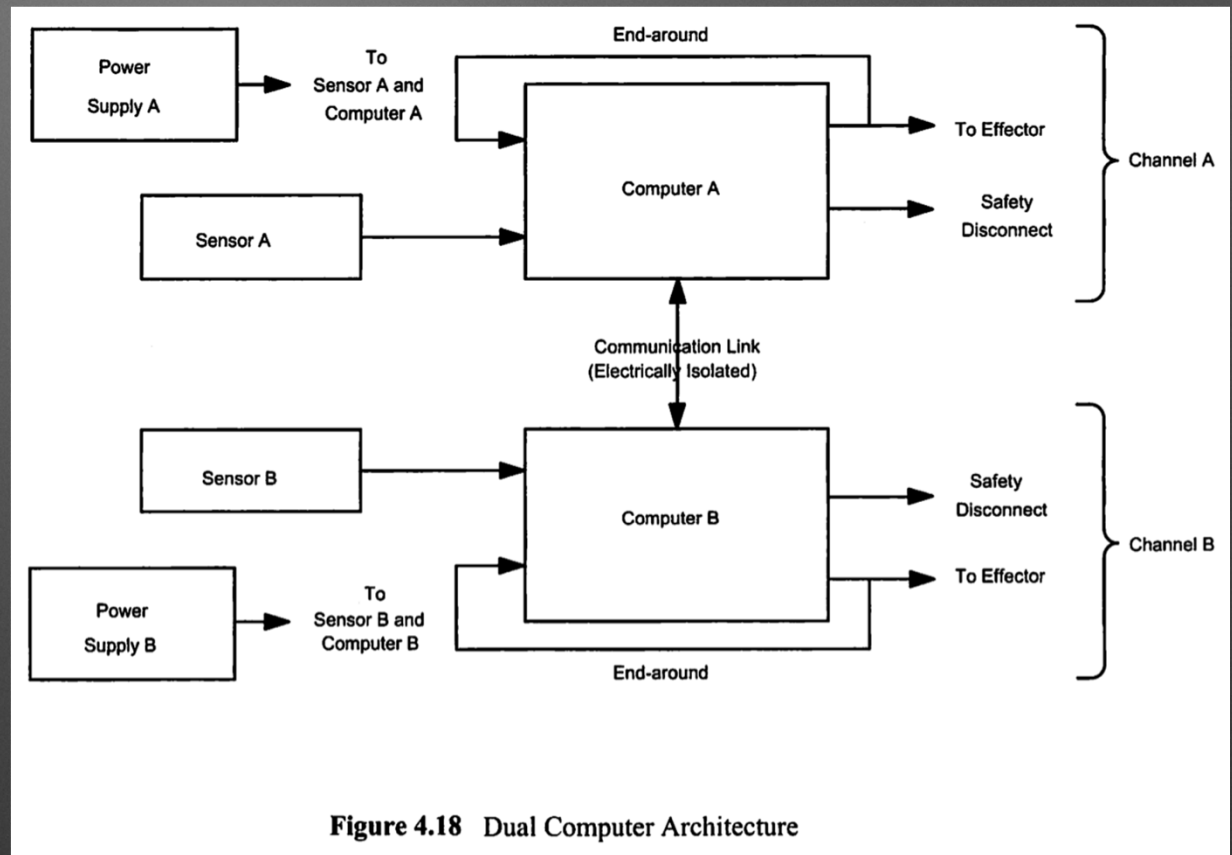 End-around
Power
Supply A
To
Sensor A and
Computer A
To Effector
Channel A
Computer A
Safety
Disconnect
Sensor A
Communication Link
(Electrically Isolated)
Sensor B
Safety
Disconnect
Computer B
Channel B
To Effector
Power
Supply B
To
Sensor B and
Computer B
End-around
Figure 4.18 Dual Computer Architecture